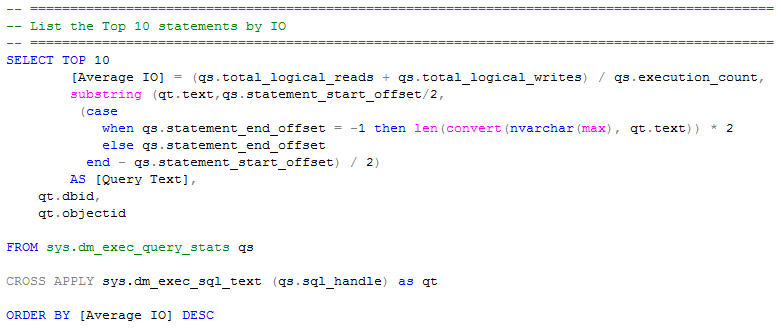 -- =============================================================================================
-- List the Top 10 statements by IO
-- =============================================================================================
SELECT TOP 10
[Average IO] = (qs.total_logical_reads + qs.total_logical_writes) / qs.execution_count,
substring (qt.text,qs.statement_start_offset/2,
(case
when qs.statement_end_offset = -1 then len(convert(nvarchar(max), qt.text)) * 2
else qs.statement_end_offset
end - qs.statement_start_offset) / 2)
AS [Query Text],
qt.dbid,
qt.objectid
FROM sys.dm_exec_query_stats qs
CROSS APPLY sys.dm_exec_sql_text (qs.sql_handle) as qt
ORDER BY [Average IO] DESC